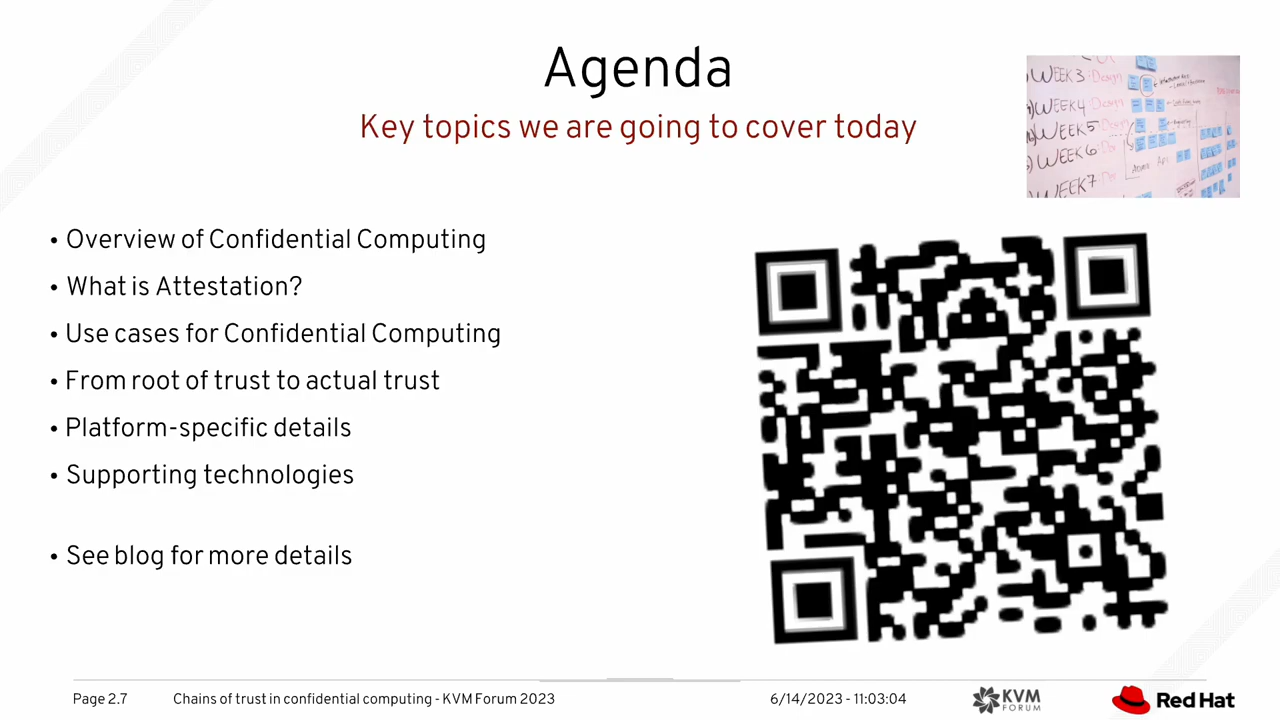 Agenda
Key topics we are going to cover today
WEEK 3
WEEK 4
WEEK 5
WEEK 6
WEEK 7
• Overview of Confidential Computing
• What is Attestation?
• Use cases for Confidential Computing
• From root of trust to actual trust
• Platform-specific details
• Supporting technologies
• See blog for more details
Page 2.7
Chains of trust in confidential computing - KVM Forum 2023
6/14/2023 - 11:03:04
KVM
FORUM
Red Hat